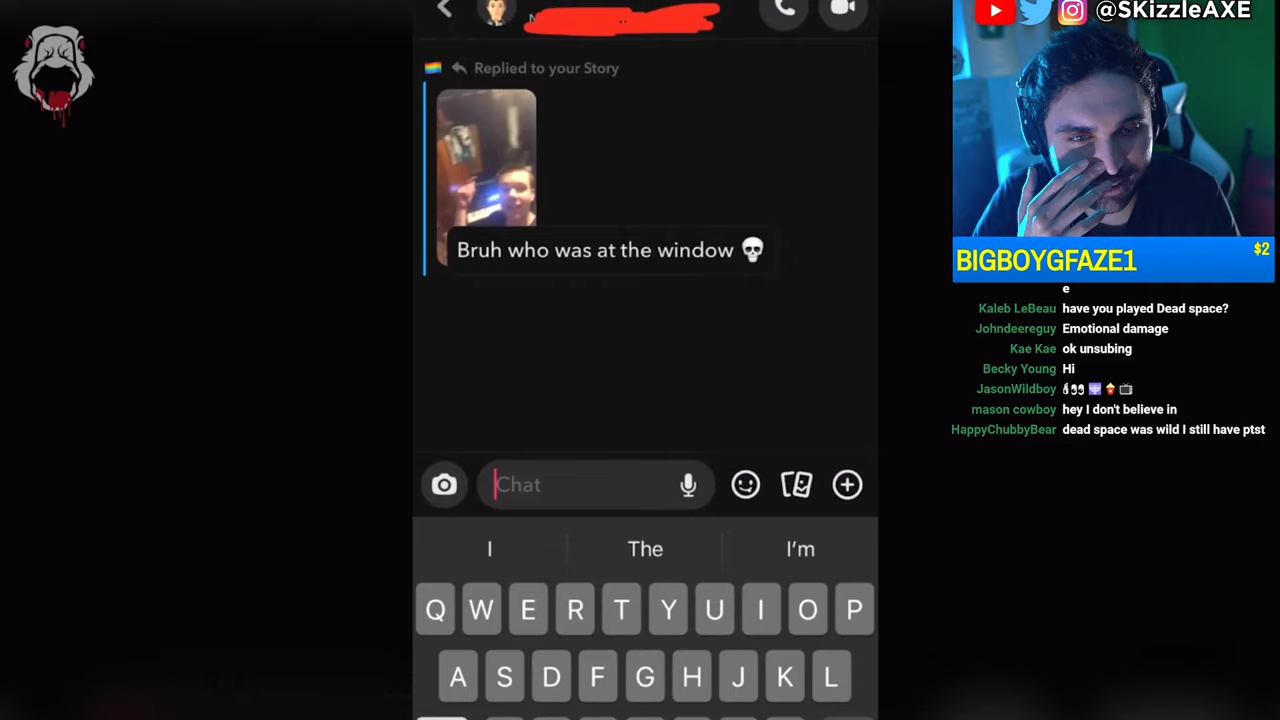 @SKizzleAXE
Replied to your Story
Bruh who was at the window 💀
BIGBOYGFAZE1
$2
e
Kaleb LeBeau have you played Dead space?
Johndeereguy Emotional damage
Kae Kae ok unsubing
Becky Young Hi
JasonWildboy
mason cowboy hey I don't believe in
HappyChubbyBear dead space was wild I still have ptst
Chat
I The I'm
Q W E R T Y U I O P
A S D F G H J K L